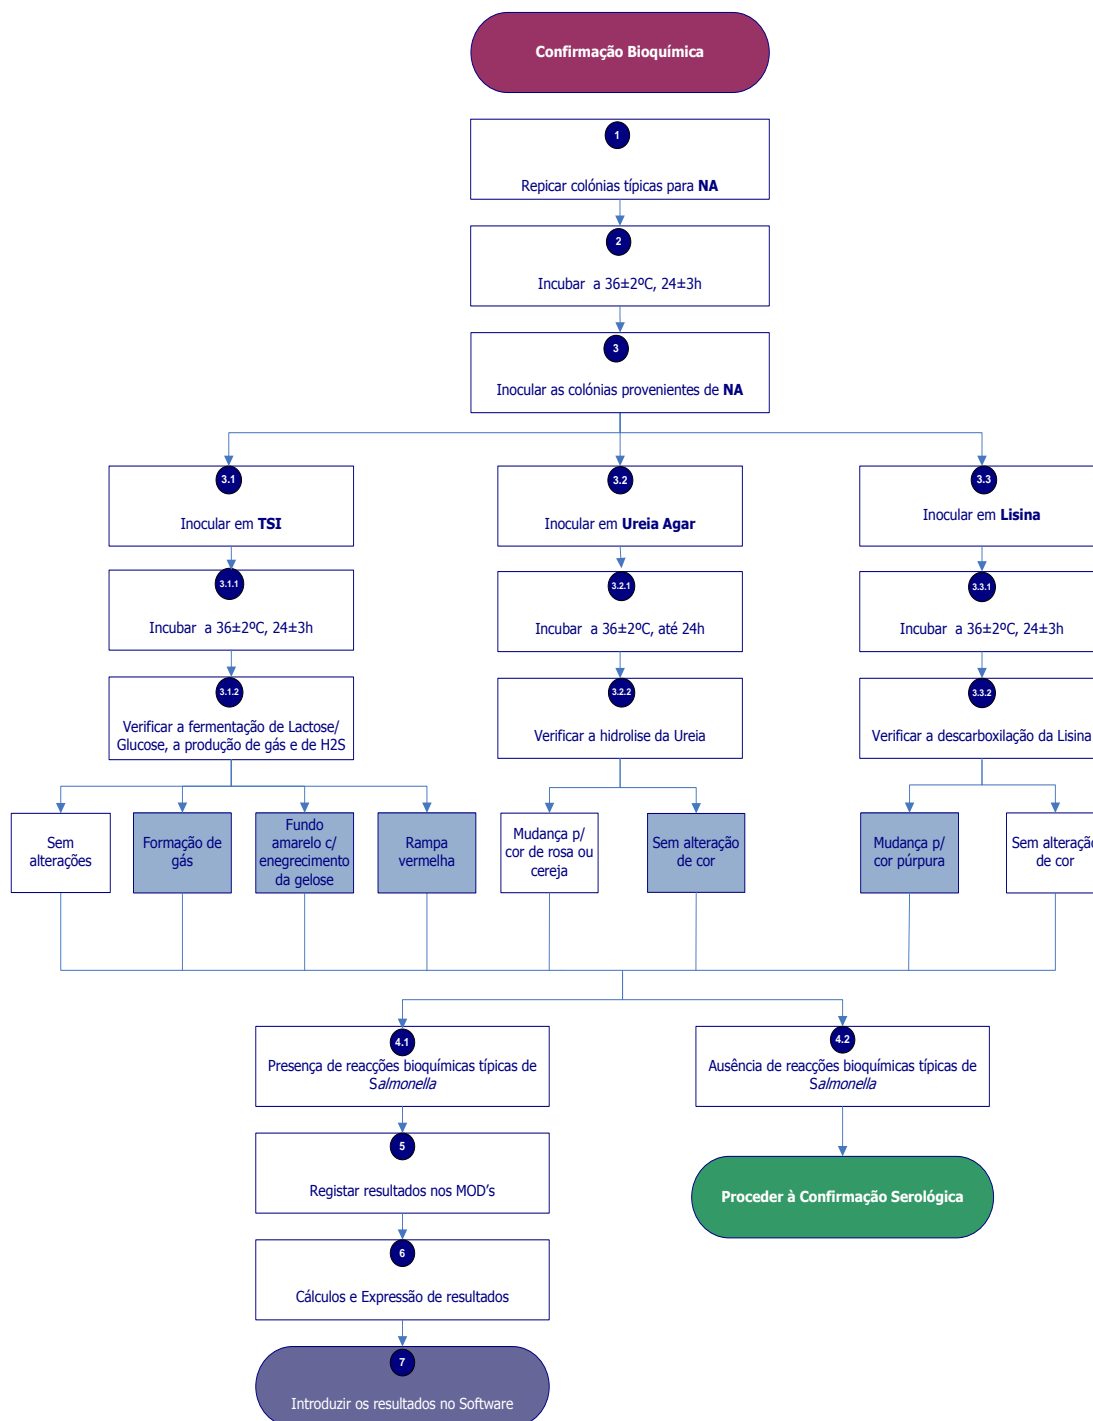 Confirmação Bioquímica
1
Repicar colónias típicas para NA
2
Incubar a 36±2ºC, 24±3h
3
Inocular as colónias provenientes de NA
3.1
Inocular em TSI
3.2
Inocular em Ureia Agar
3.3
Inocular em Lisina
3.1.1
Incubar a 36±2ºC, 24±3h
3.2.1
Incubar a 36±2ºC, até 24h
3.3.1
Incubar a 36±2ºC, 24±3h
3.1.2
Verificar a fermentação de Lactose/
Glucose, a produção de gás e de H2S
3.2.2
Verificar a hidrolise da Ureia
3.3.2
Verificar a descarboxilação da Lisina
Sem
alterações
Formação de
gás
Fundo
amarelo c/
enegrecimento
da gelose
Rampa
vermelha
Mudança p/
cor de rosa ou
cereja
Sem alteração
de cor
Mudança p/
cor púrpura
Sem alteração
de cor
4.1
Presença de reacções bioquímicas típicas de
Salmonella
4.2
Ausência de reacções bioquímicas típicas de
Salmonella
5
Registar resultados nos MOD's
Proceder à Confirmação Serológica
6
Cálculos e Expressão de resultados
7
Introduzir os resultados no Software